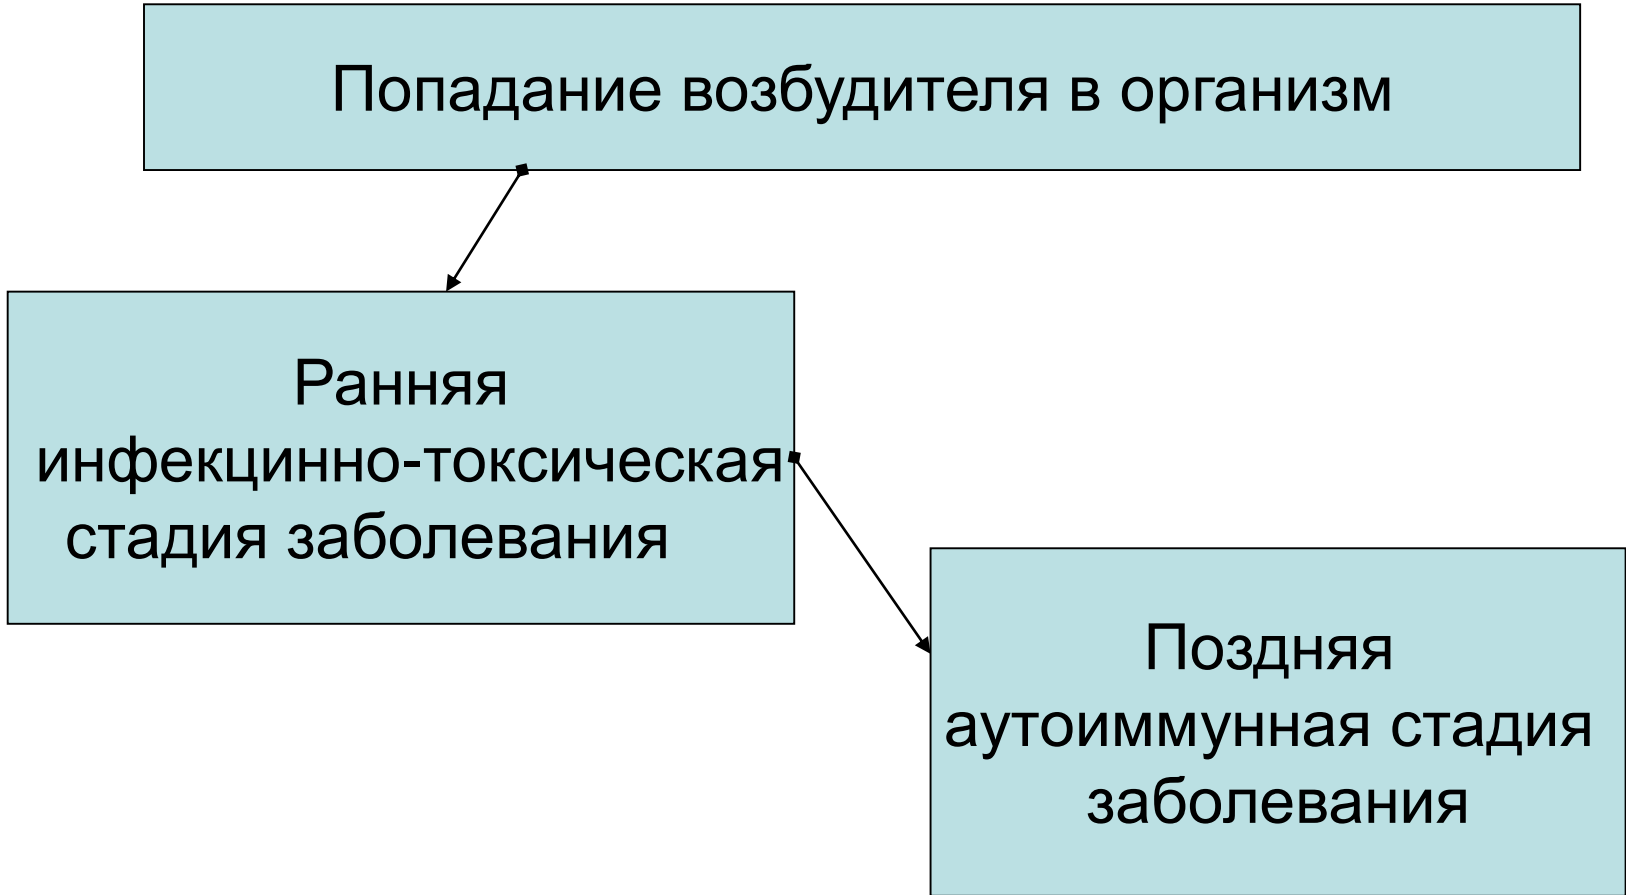 Попадание возбудителя в организм
Ранняя
инфекцинно-токсическая
стадия заболевания
Поздняя
аутоиммунная стадия
заболевания